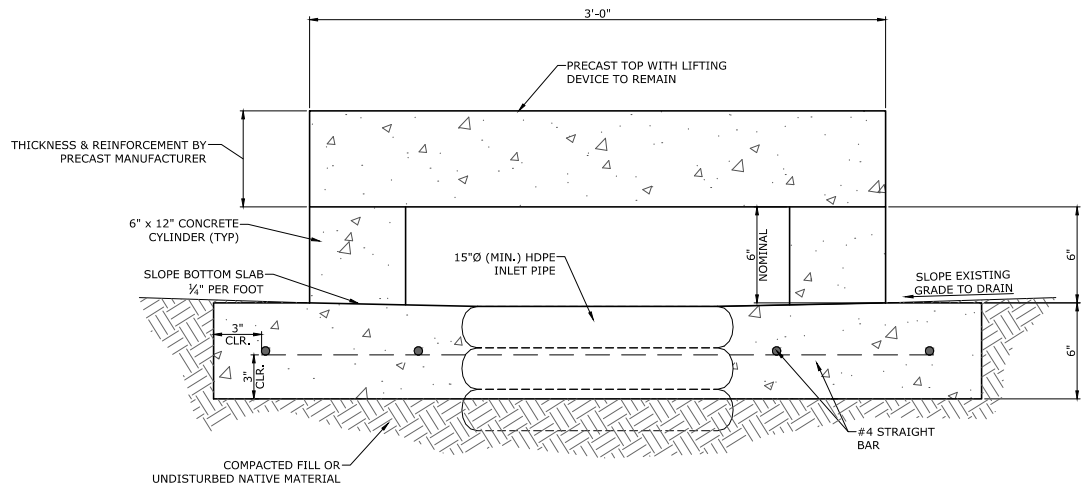 3'-0"
PRECAST TOP WITH LIFTING
DEVICE TO REMAIN
THICKNESS & REINFORCEMENT BY
PRECAST MANUFACTURER
6" x 12" CONCRETE
CYLINDER (TYP)
15"Ø (MIN.) HDPE
INLET PIPE
6"
NOMINAL
6"
SLOPE BOTTOM SLAB
¼" PER FOOT
SLOPE EXISTING
GRADE TO DRAIN
3"
CLR.
3"
CLR.
6"
#4 STRAIGHT
BAR
COMPACTED FILL OR
UNDISTURBED NATIVE MATERIAL